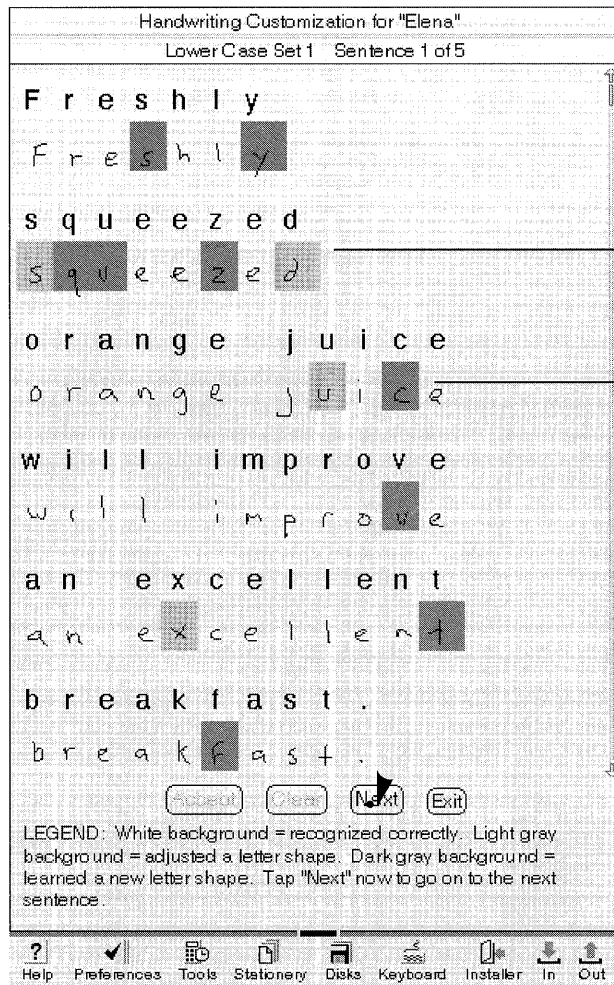 Handwriting Customization for "Elena"
Lower Case Set 1 Sentence 1 of 5
F r e s h l y
F r e s h l y
s q u e e z e d
s q u e e z e d
o r a n g e j u i c e
o r a n g e j u i c e
w i l l i m p r o v e
w i l l i m p r o v e
a n e x c e l l e n t
a n e x c e l l e n t
b r e a k f a s t .
b r e a k f a s t .
Accept Clear Next Exit
LEGEND: White background = recognized correctly. Light gray
background = adjusted a letter shape. Dark gray background =
learned a new letter shape. Tap "Next" now to go on to the next
sentence.
Help Preferences Tools Stationery Disks Keyboard Installer In Out